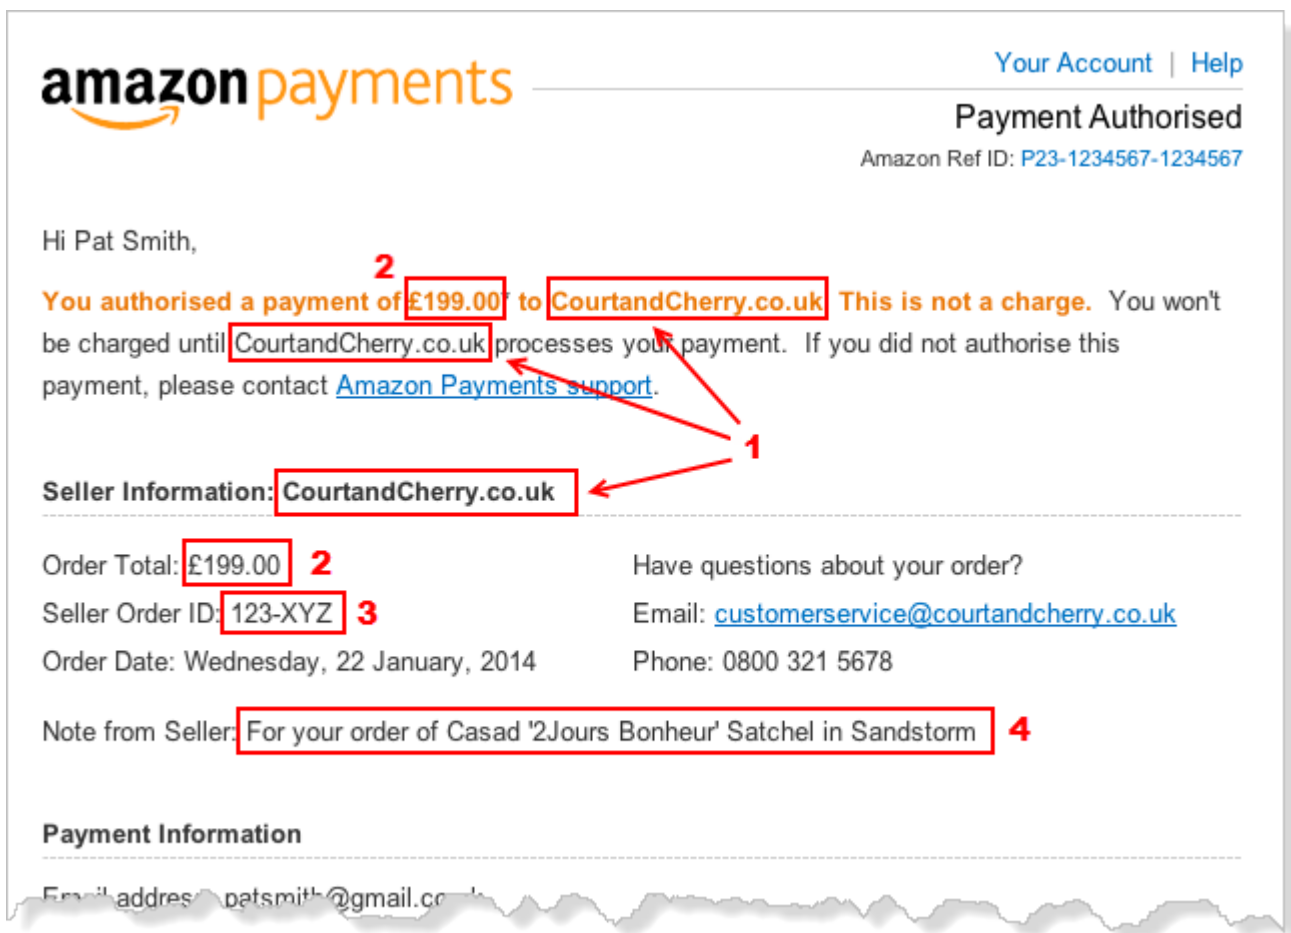 amazon payments
Your Account | Help
Payment Authorised
Amazon Ref ID: P23-1234567-1234567
Hi Pat Smith,
2
You authorised a payment of £199.00* to CourtandCherry.co.uk. This is not a charge. You won't
be charged until CourtandCherry.co.uk processes your payment. If you did not authorise this
payment, please contact Amazon Payments support.
1
Seller Information: CourtandCherry.co.uk
Order Total: £199.00 2
Have questions about your order?
Seller Order ID: 123-XYZ 3
Email: customerservice@courtandcherry.co.uk
Order Date: Wednesday, 22 January, 2014
Phone: 0800 321 5678
Note from Seller: For your order of Casad '2Jours Bonheur' Satchel in Sandstorm 4
Payment Information
patsmith@gmail.co